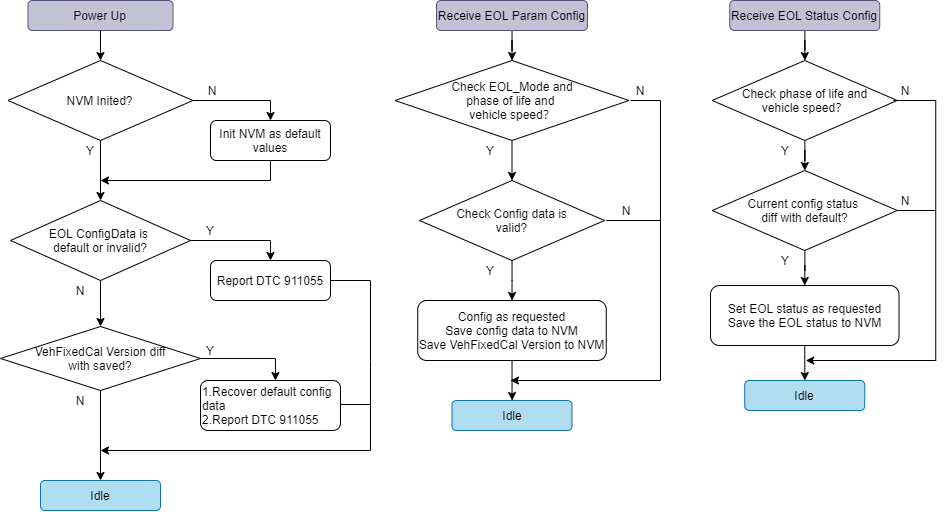 Power Up
NVM Inited?
N
Init NVM as default
values
Y
EOL ConfigData is
default or invalid?
Y
Report DTC 911055
N
VehFixedCal Version diff
with saved?
Y
1.Recover default config
data
2.Report DTC 911055
N
Idle
Receive EOL Param Config
Check EOL_Mode and
phase of life and
vehicle speed?
N
Y
Check Config data is
valid?
N
Y
Config as requested
Save config data to NVM
Save VehFixedCal Version to NVM
Idle
Receive EOL Status Config
Check phase of life and
vehicle speed?
N
Y
Current config status
diff with default?
N
Y
Set EOL status as requested
Save the EOL status to NVM
Idle